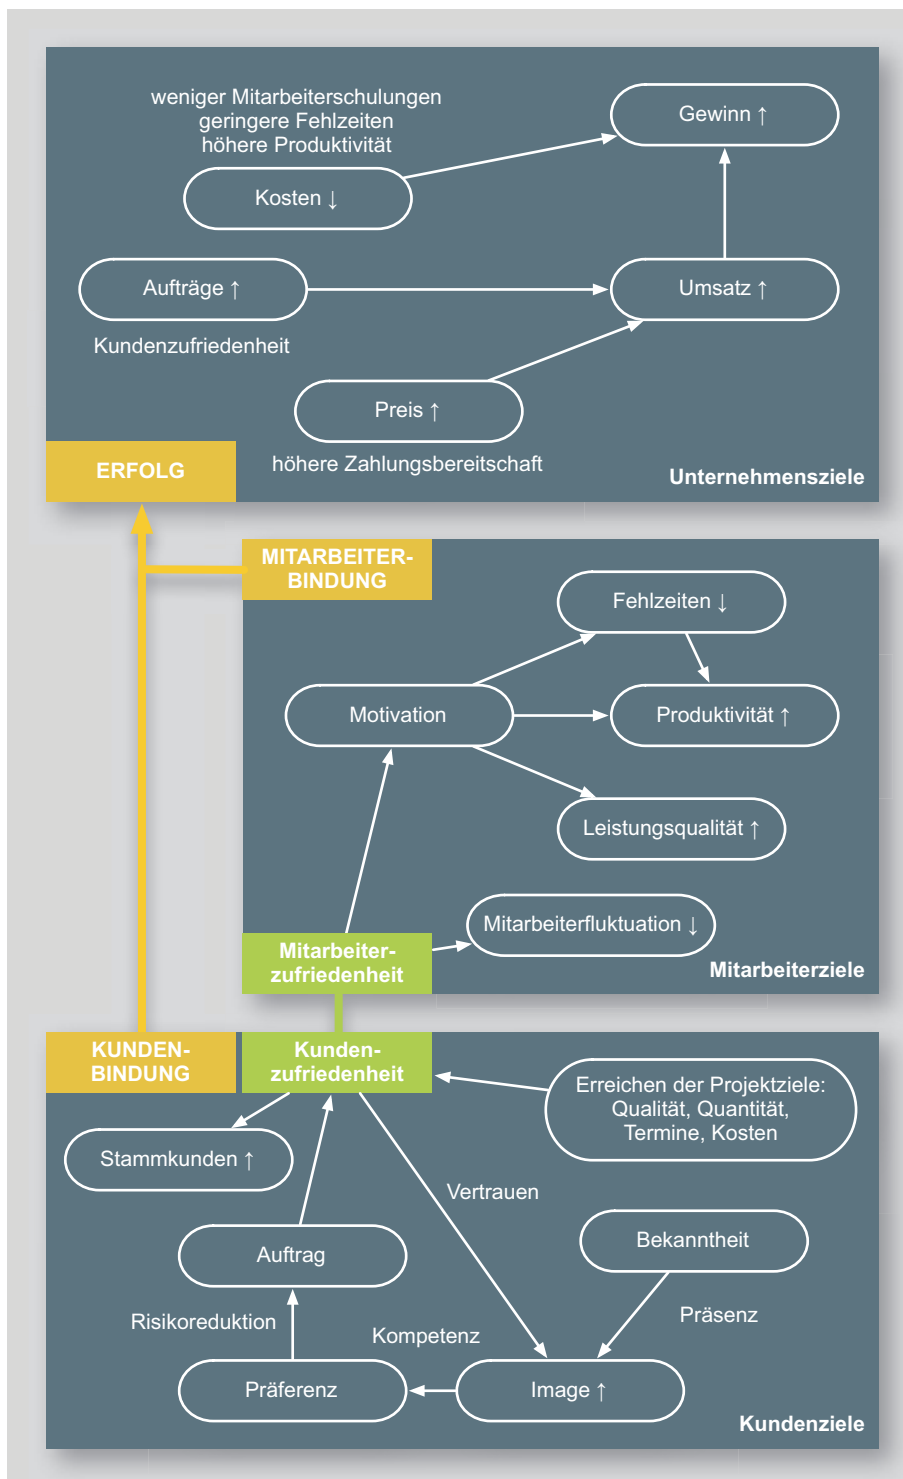 weniger Mitarbeiterschulungen
geringere Fehlzeiten
höhere Produktivität
Gewinn ↑
Kosten ↓
Aufträge ↑
Umsatz ↑
Kundenzufriedenheit
Preis ↑
höhere Zahlungsbereitschaft
ERFOLG
Unternehmensziele
MITARBEITER-
BINDUNG
Fehlzeiten ↓
Motivation
Produktivität ↑
Leistungsqualität ↑
Mitarbeiterfluktuation ↓
Mitarbeiter-
zufriedenheit
Mitarbeiterziele
KUNDEN-
BINDUNG
Kunden-
zufriedenheit
Erreichen der Projektziele:
Qualität, Quantität,
Termine, Kosten
Stammkunden ↑
Vertrauen
Bekanntheit
Auftrag
Präsenz
Risikoreduktion
Kompetenz
Präferenz
Image ↑
Kundenziele